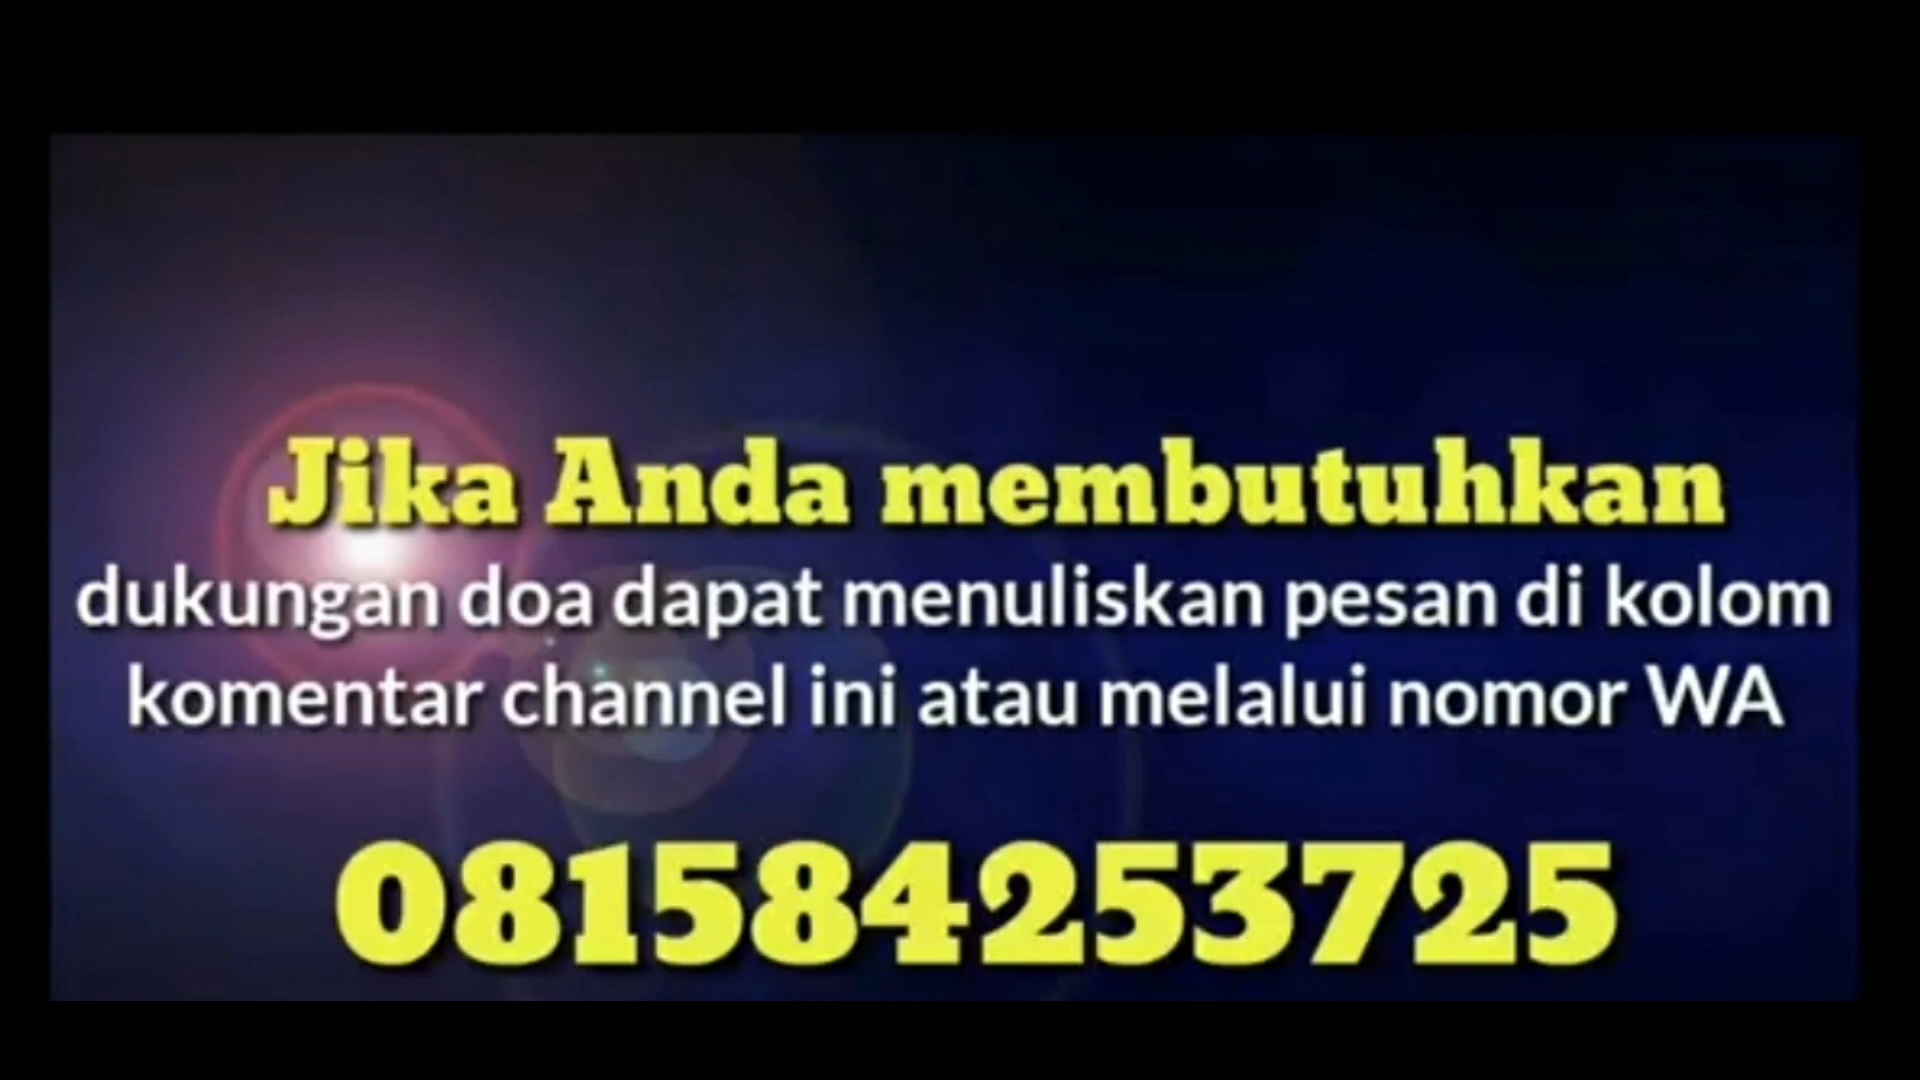 Jika Anda membutuhkan
dukungan doa dapat menuliskan pesan di kolom
komentar channel ini atau melalui nomor WA
081584253725